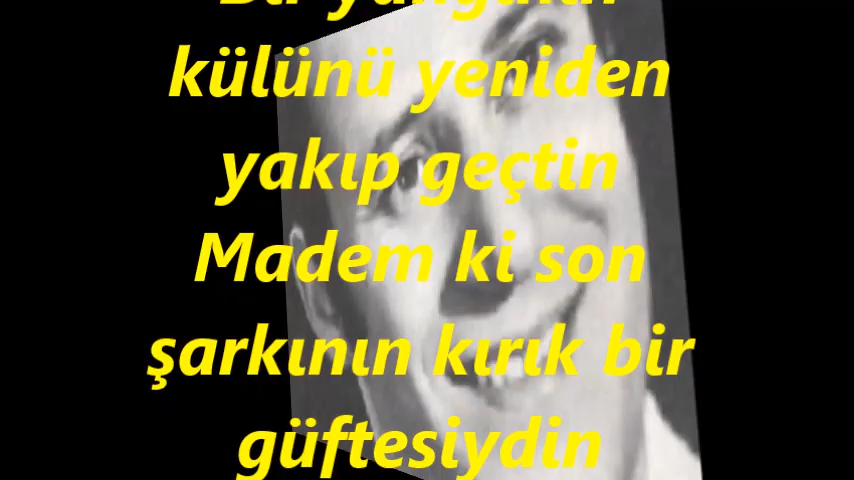 külünü yeniden
yakıp geçtin
Madem ki son
şarkının kırık bir
güftesiydin